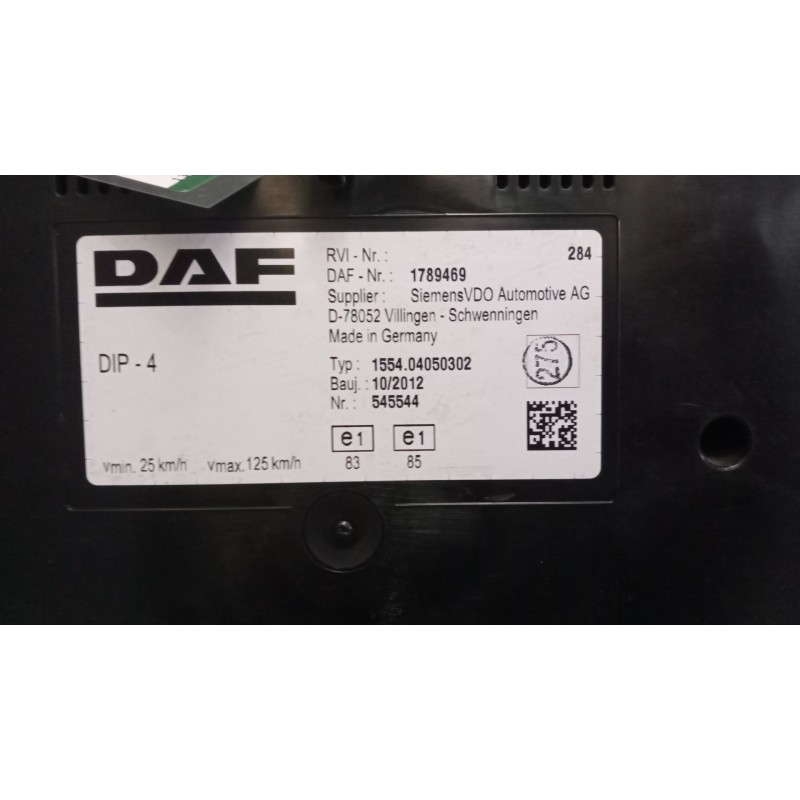 DAF
DIP - 4
Vmin. 25 km/h Vmax. 125 km/h
RVI - Nr. : 284
DAF - Nr. : 1789469
Supplier : SiemensVDO Automotive AG
D-78052 Villingen - Schwenningen
Made in Germany
Typ : 1554.04050302
Bauj. : 10/2012
Nr. : 545544
e1 e1
83 85
275